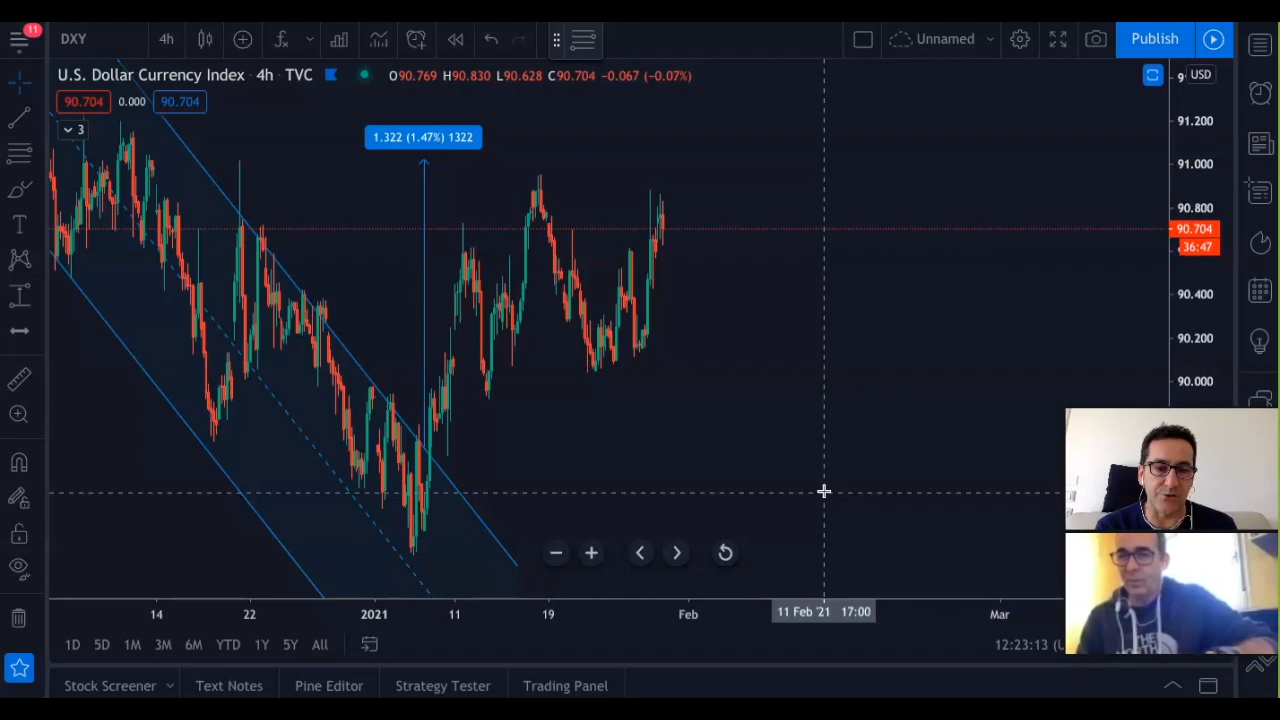 11
DXY
4h
Unnamed
Publish
U.S. Dollar Currency Index · 4h · TVC
O90.769 H90.830 L90.628 C90.704 −0.067 (−0.07%)
USD
90.704 0.000 90.704
3
1.322 (1.47%) 1322
91.200
91.000
90.800
90.704
36:47
90.400
90.200
90.000
14 22 2021 11 19 Feb 11 Feb '21 17:00 Mar
1D 5D 1M 3M 6M YTD 1Y 5Y All
12:23:13 (U
Stock Screener Text Notes Pine Editor Strategy Tester Trading Panel
THE
NORTH